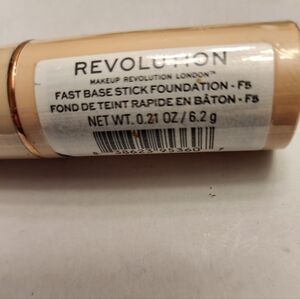 REVOLUTION
MAKEUP REVOLUTION LONDON™
FAST BASE STICK FOUNDATION - F5
FOND DE TEINT RAPIDE EN BÂTON - F5
NET WT. 0.21 OZ / 6.2 g